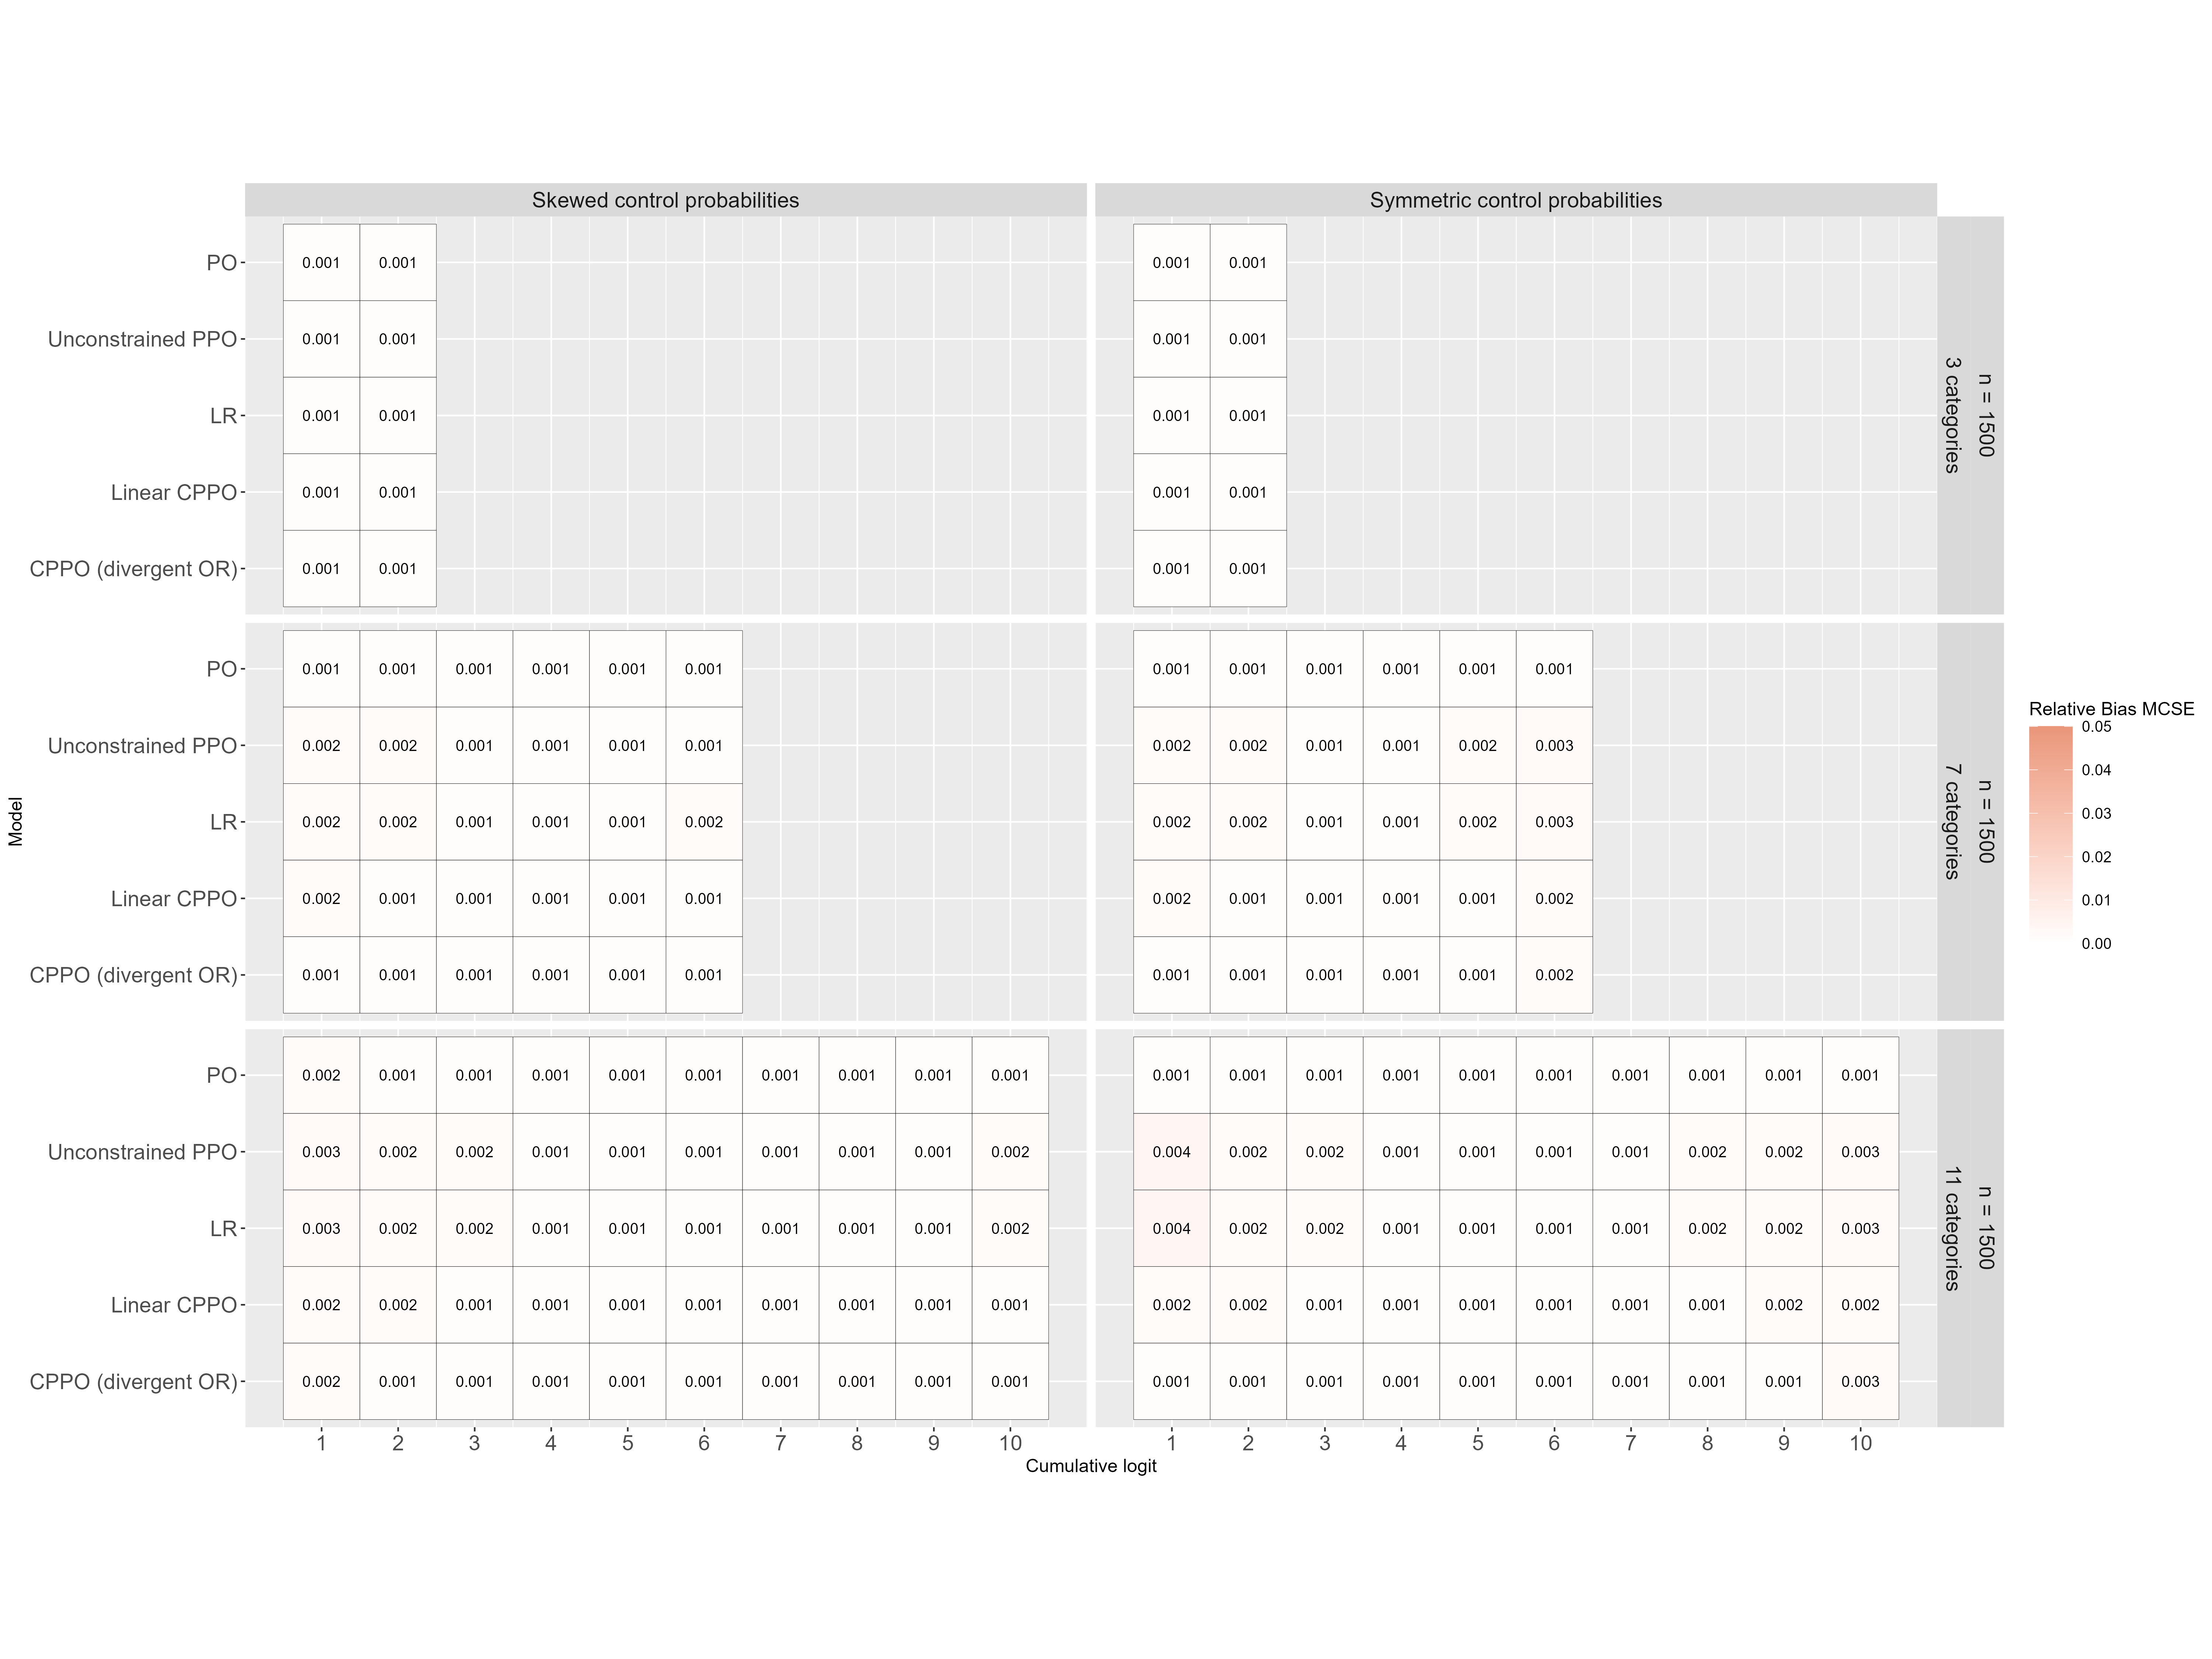 Skewed control probabilities Symmetric control probabilities
PO 0.001 0.001 0.001 0.001
Unconstrained PPO 0.001 0.001 0.001 0.001
LR 0.001 0.001 0.001 0.001
Linear CPPO 0.001 0.001 0.001 0.001
CPPO (divergent OR) 0.001 0.001 0.001 0.001
n = 1500
3 categories
PO 0.001 0.001 0.001 0.001 0.001 0.001 0.001 0.001 0.001 0.001 0.001 0.001
Unconstrained PPO 0.002 0.002 0.001 0.001 0.001 0.001 0.002 0.002 0.001 0.001 0.002 0.003
LR 0.002 0.002 0.001 0.001 0.001 0.002 0.002 0.002 0.001 0.001 0.002 0.003
Linear CPPO 0.002 0.001 0.001 0.001 0.001 0.001 0.002 0.001 0.001 0.001 0.001 0.002
CPPO (divergent OR) 0.001 0.001 0.001 0.001 0.001 0.001 0.001 0.001 0.001 0.001 0.001 0.002
n = 1500
7 categories
PO 0.002 0.001 0.001 0.001 0.001 0.001 0.001 0.001 0.001 0.001 0.001 0.001 0.001 0.001 0.001 0.001 0.001 0.001 0.001 0.001
Unconstrained PPO 0.003 0.002 0.002 0.001 0.001 0.001 0.001 0.001 0.001 0.002 0.004 0.002 0.002 0.001 0.001 0.001 0.001 0.002 0.002 0.003
LR 0.003 0.002 0.002 0.001 0.001 0.001 0.001 0.001 0.001 0.002 0.004 0.002 0.002 0.001 0.001 0.001 0.001 0.002 0.002 0.003
Linear CPPO 0.002 0.002 0.001 0.001 0.001 0.001 0.001 0.001 0.001 0.001 0.002 0.002 0.001 0.001 0.001 0.001 0.001 0.001 0.002 0.002
CPPO (divergent OR) 0.002 0.001 0.001 0.001 0.001 0.001 0.001 0.001 0.001 0.001 0.001 0.001 0.001 0.001 0.001 0.001 0.001 0.001 0.001 0.003
n = 1500
11 categories
1 2 3 4 5 6 7 8 9 10 1 2 3 4 5 6 7 8 9 10
Cumulative logit
Model
Relative Bias MCSE
0.05
0.04
0.03
0.02
0.01
0.00